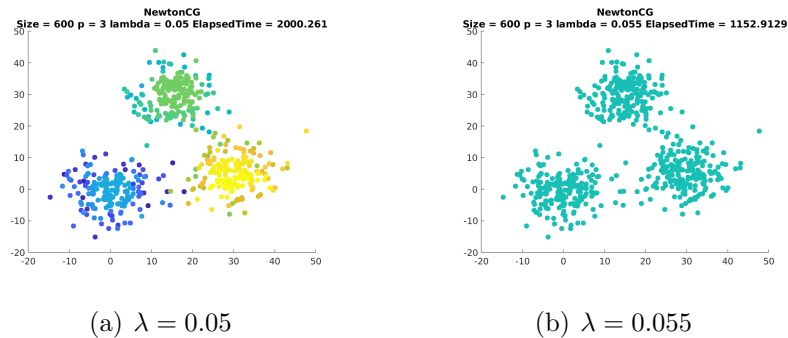 NewtonCG
Size = 600 p = 3 lambda = 0.05 ElapsedTime = 2000.261
50
40
30
20
10
0
-10
-20
-20 -10 0 10 20 30 40 50
(a) λ = 0.05
NewtonCG
Size = 600 p = 3 lambda = 0.055 ElapsedTime = 1152.9129
50
40
30
20
10
0
-10
-20
-20 -10 0 10 20 30 40 50
(b) λ = 0.055